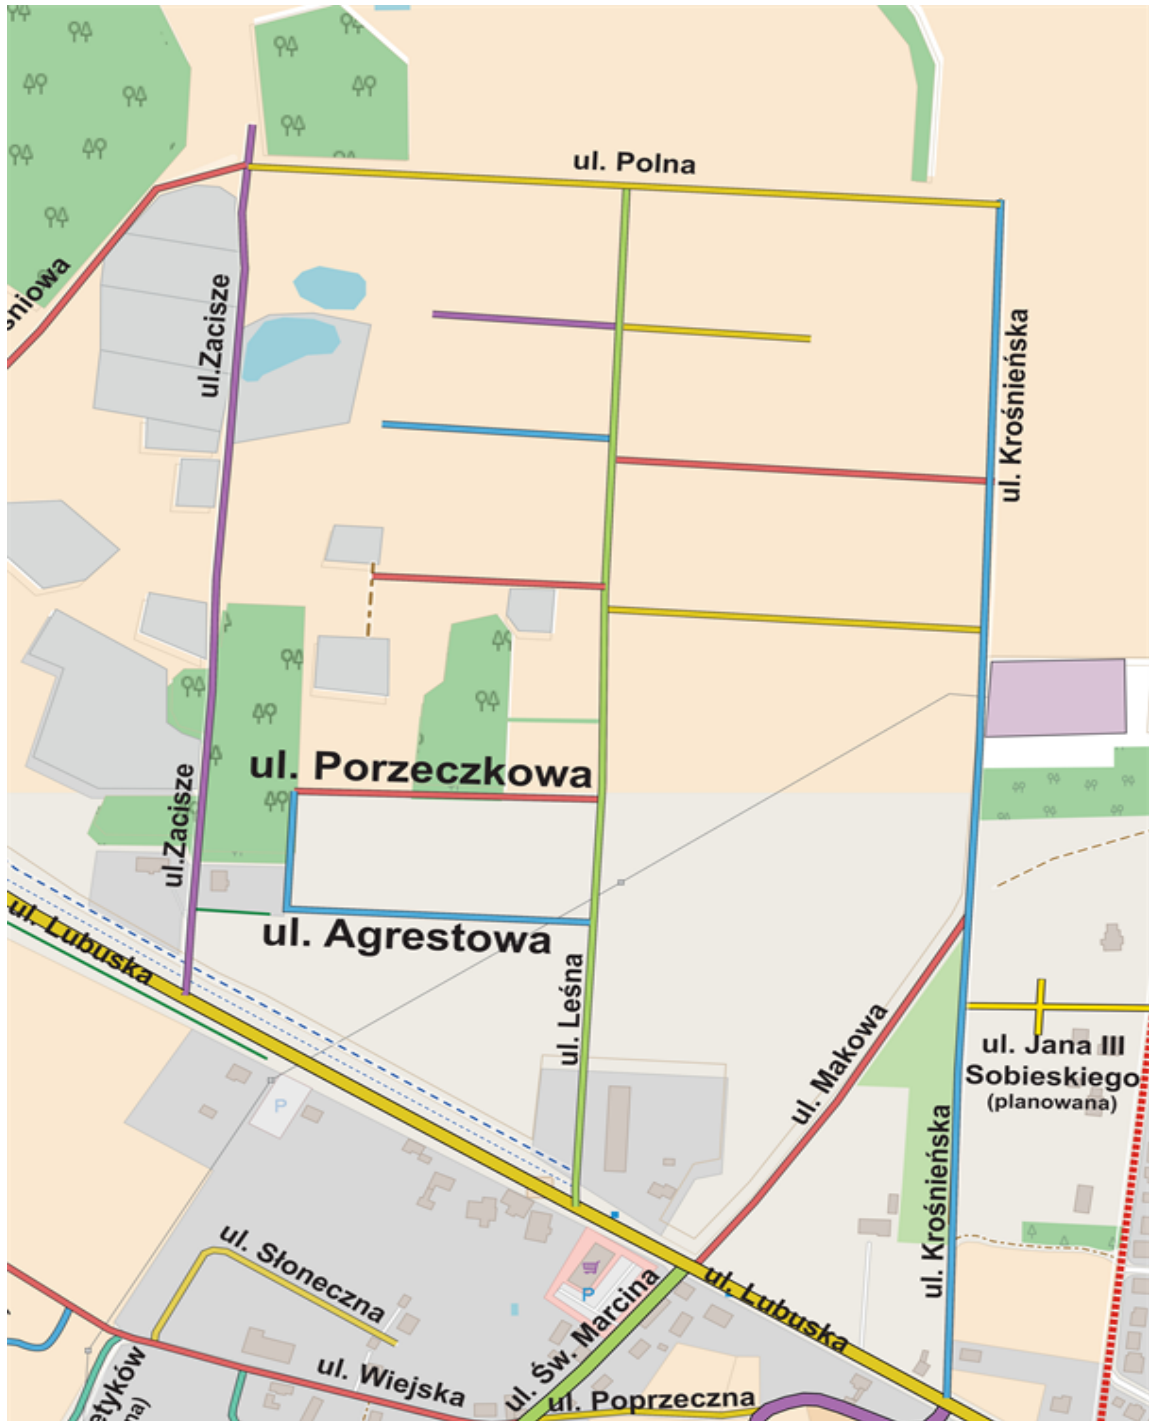 ul. Polna
śniowa
ul.Zacisze
ul. Krośnieńska
ul. Porzeczkowa
ul.Zacisze
ul. Lubuska
ul. Agrestowa
ul. Leśna
ul. Makowa
ul. Jana III
Sobieskiego
(planowana)
P
ul. Krośnieńska
ul. Słoneczna
P
ul. Św. Marcina
ul. Lubuska
ul. Wiejska
ul. Poprzeczna
etyków
na)